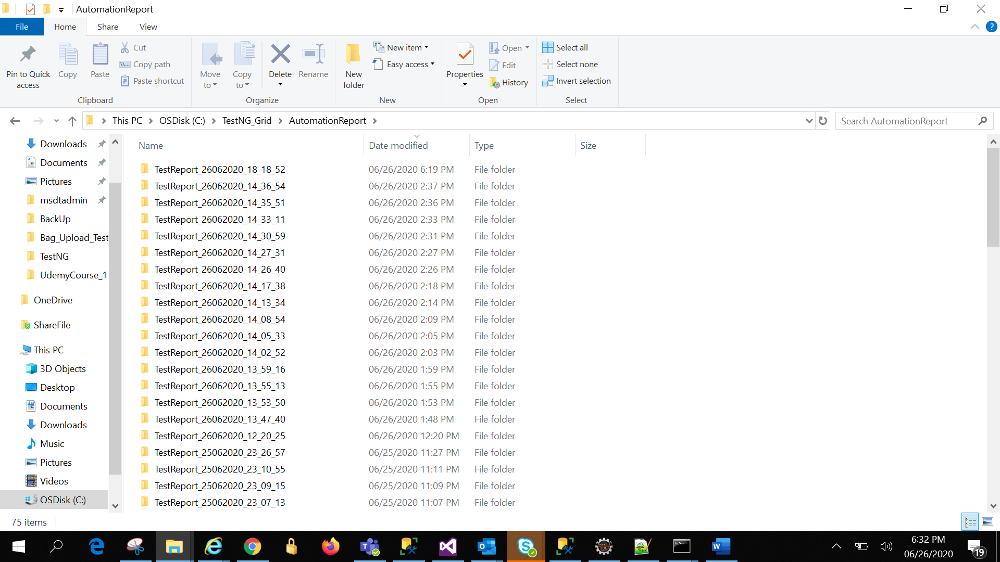 AutomationReport
File Home Share View
Pin to Quick access
Copy
Paste
Cut
Copy path
Paste shortcut
Clipboard
Move to
Copy to
Delete
Rename
Organize
New folder
New item
Easy access
New
Properties
Open
Edit
History
Open
Select all
Select none
Invert selection
Select
This PC > OSDisk (C:) > TestNG_Grid > AutomationReport >
Search AutomationReport
Downloads
Documents
Pictures
msdtadmin
BackUp
Bag_Upload_Test
TestNG
UdemyCourse_1
OneDrive
ShareFile
This PC
3D Objects
Desktop
Documents
Downloads
Music
Pictures
Videos
OSDisk (C:)
Name Date modified Type Size
TestReport_26062020_18_18_52 06/26/2020 6:19 PM File folder
TestReport_26062020_14_36_54 06/26/2020 2:37 PM File folder
TestReport_26062020_14_35_51 06/26/2020 2:36 PM File folder
TestReport_26062020_14_33_11 06/26/2020 2:33 PM File folder
TestReport_26062020_14_30_59 06/26/2020 2:31 PM File folder
TestReport_26062020_14_27_31 06/26/2020 2:27 PM File folder
TestReport_26062020_14_26_40 06/26/2020 2:26 PM File folder
TestReport_26062020_14_17_38 06/26/2020 2:18 PM File folder
TestReport_26062020_14_13_34 06/26/2020 2:14 PM File folder
TestReport_26062020_14_08_54 06/26/2020 2:09 PM File folder
TestReport_26062020_14_05_33 06/26/2020 2:05 PM File folder
TestReport_26062020_14_02_52 06/26/2020 2:03 PM File folder
TestReport_26062020_13_59_16 06/26/2020 1:59 PM File folder
TestReport_26062020_13_55_13 06/26/2020 1:55 PM File folder
TestReport_26062020_13_53_50 06/26/2020 1:53 PM File folder
TestReport_26062020_13_47_40 06/26/2020 1:48 PM File folder
TestReport_26062020_12_20_25 06/26/2020 12:20 PM File folder
TestReport_25062020_23_26_57 06/25/2020 11:27 PM File folder
TestReport_25062020_23_10_55 06/25/2020 11:11 PM File folder
TestReport_25062020_23_09_15 06/25/2020 11:09 PM File folder
TestReport_25062020_23_07_13 06/25/2020 11:07 PM File folder
75 items
6:32 PM
06/26/2020
19